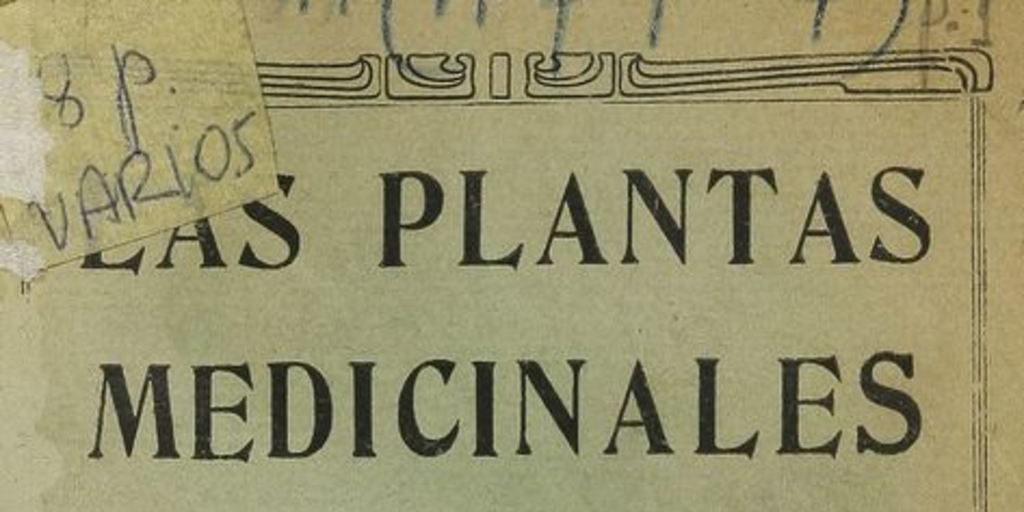 8 p.
VARiOS
LAS PLANTAS
MEDICINALES